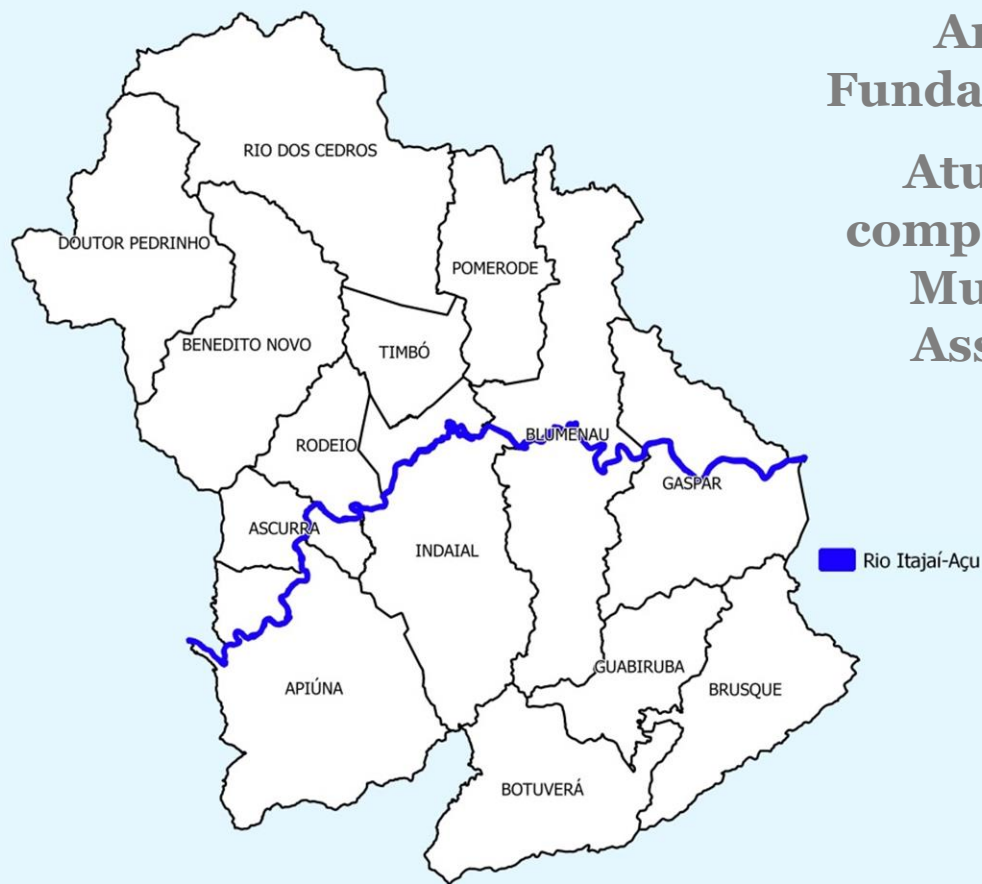 RIO DOS CEDROS
DOUTOR PEDRINHO
POMERODE
BENEDITO NOVO
TIMBÓ
RODEIO
BLUMENAU
GASPAR
ASCURRA
INDAIAL
Rio Itajaí-Açu
GUABIRUBA
APIÚNA
BRUSQUE
BOTUVERÁ